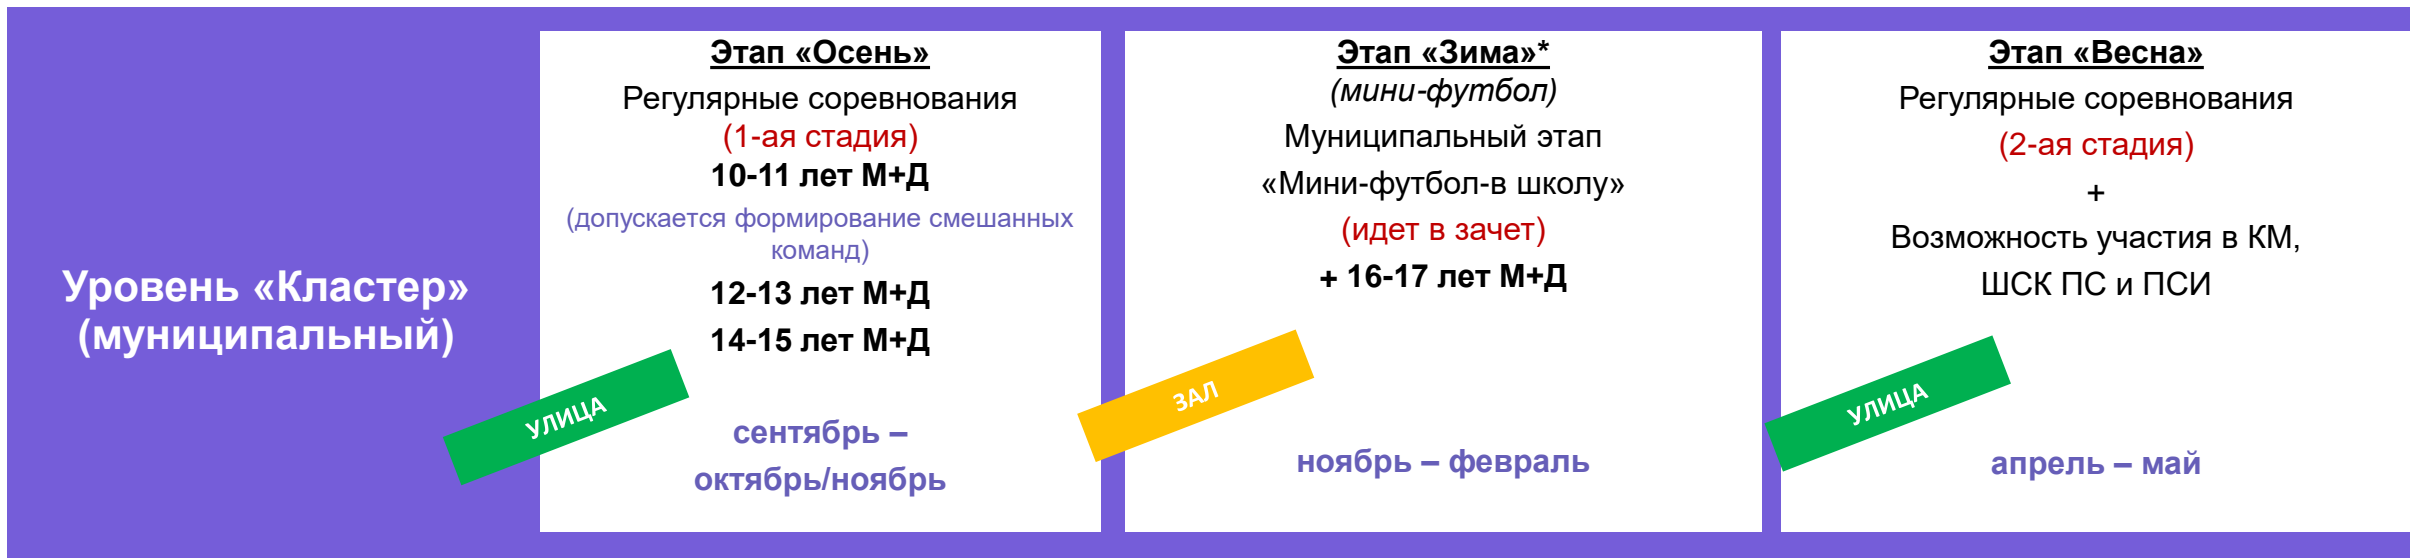 Уровень «Кластер»
(муниципальный)
Этап «Осень»
Регулярные соревнования
(1-ая стадия)
10-11 лет М+Д
(допускается формирование смешанных
команд)
12-13 лет М+Д
14-15 лет М+Д
УЛИЦА
сентябрь –
октябрь/ноябрь
Этап «Зима»*
(мини-футбол)
Муниципальный этап
«Мини-футбол-в школу»
(идет в зачет)
+ 16-17 лет М+Д
ЗАЛ
ноябрь – февраль
Этап «Весна»
Регулярные соревнования
(2-ая стадия)
+
Возможность участия в КМ,
ШСК ПС и ПСИ
УЛИЦА
апрель – май